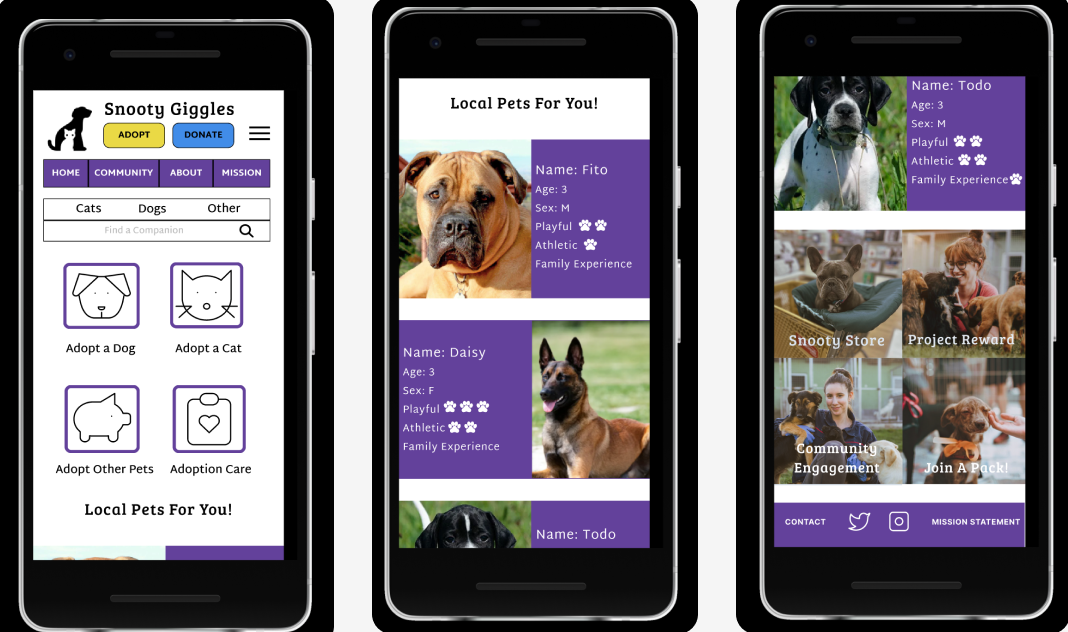 Snooty Giggles
ADOPT DONATE
HOME COMMUNITY ABOUT MISSION
Cats Dogs Other
Find a Companion
Adopt a Dog Adopt a Cat
Adopt Other Pets Adoption Care
Local Pets For You!
Local Pets For You!
Name: Fito
Age: 3
Sex: M
Playful
Athletic
Family Experience
Name: Daisy
Age: 3
Sex: F
Playful
Athletic
Family Experience
Name: Todo
Name: Todo
Age: 3
Sex: M
Playful
Athletic
Family Experience
Snooty Store Project Reward
Community
Engagement Join A Pack!
CONTACT MISSION STATEMENT